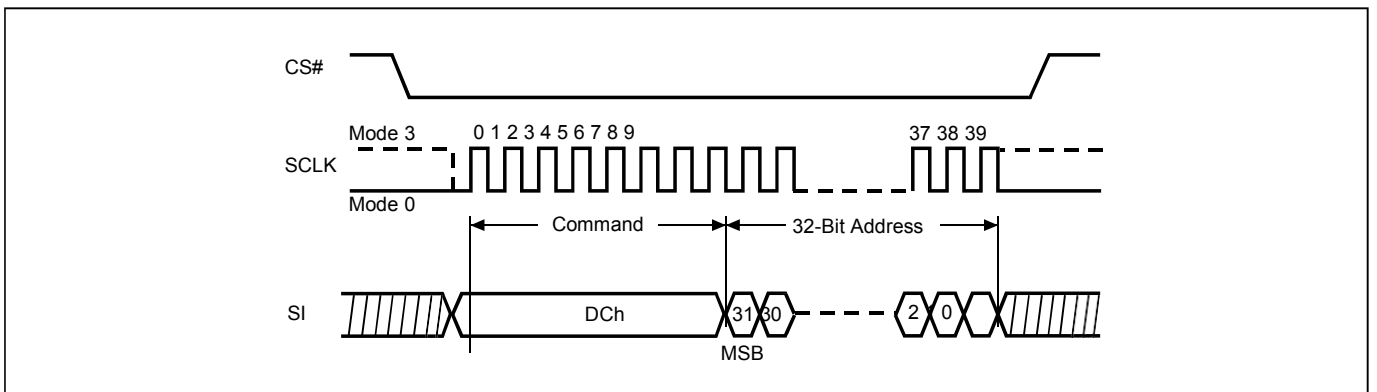 CS#
Mode 3
0 1 2 3 4 5 6 7 8 9
37 38 39
SCLK
Mode 0
Command
32-Bit Address
SI
DCh
31
30
2
0
MSB